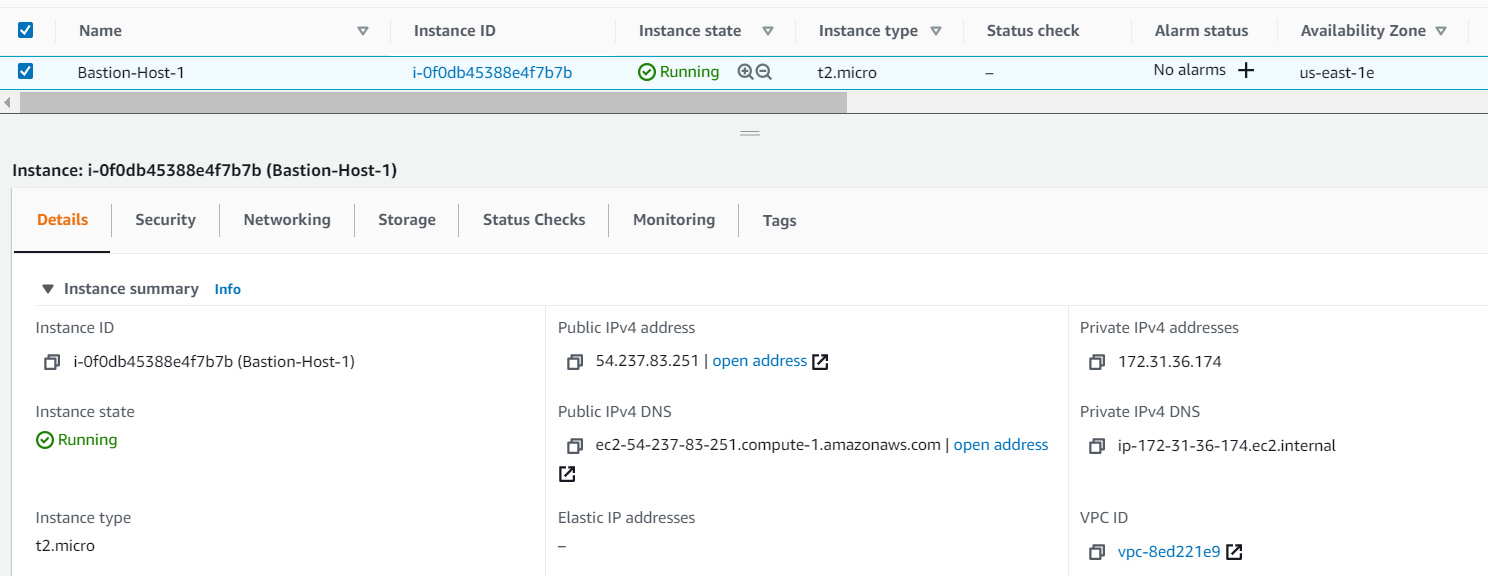 Name Instance ID Instance state Instance type Status check Alarm status Availability Zone
Bastion-Host-1 i-0f0db45388e4f7b7b Running t2.micro – No alarms + us-east-1e
Instance: i-0f0db45388e4f7b7b (Bastion-Host-1)
Details Security Networking Storage Status Checks Monitoring Tags
Instance summary Info
Instance ID Public IPv4 address Private IPv4 addresses
i-0f0db45388e4f7b7b (Bastion-Host-1) 54.237.83.251 | open address 172.31.36.174
Instance state Public IPv4 DNS Private IPv4 DNS
Running ec2-54-237-83-251.compute-1.amazonaws.com | open address ip-172-31-36-174.ec2.internal
Instance type Elastic IP addresses VPC ID
t2.micro – vpc-8ed221e9